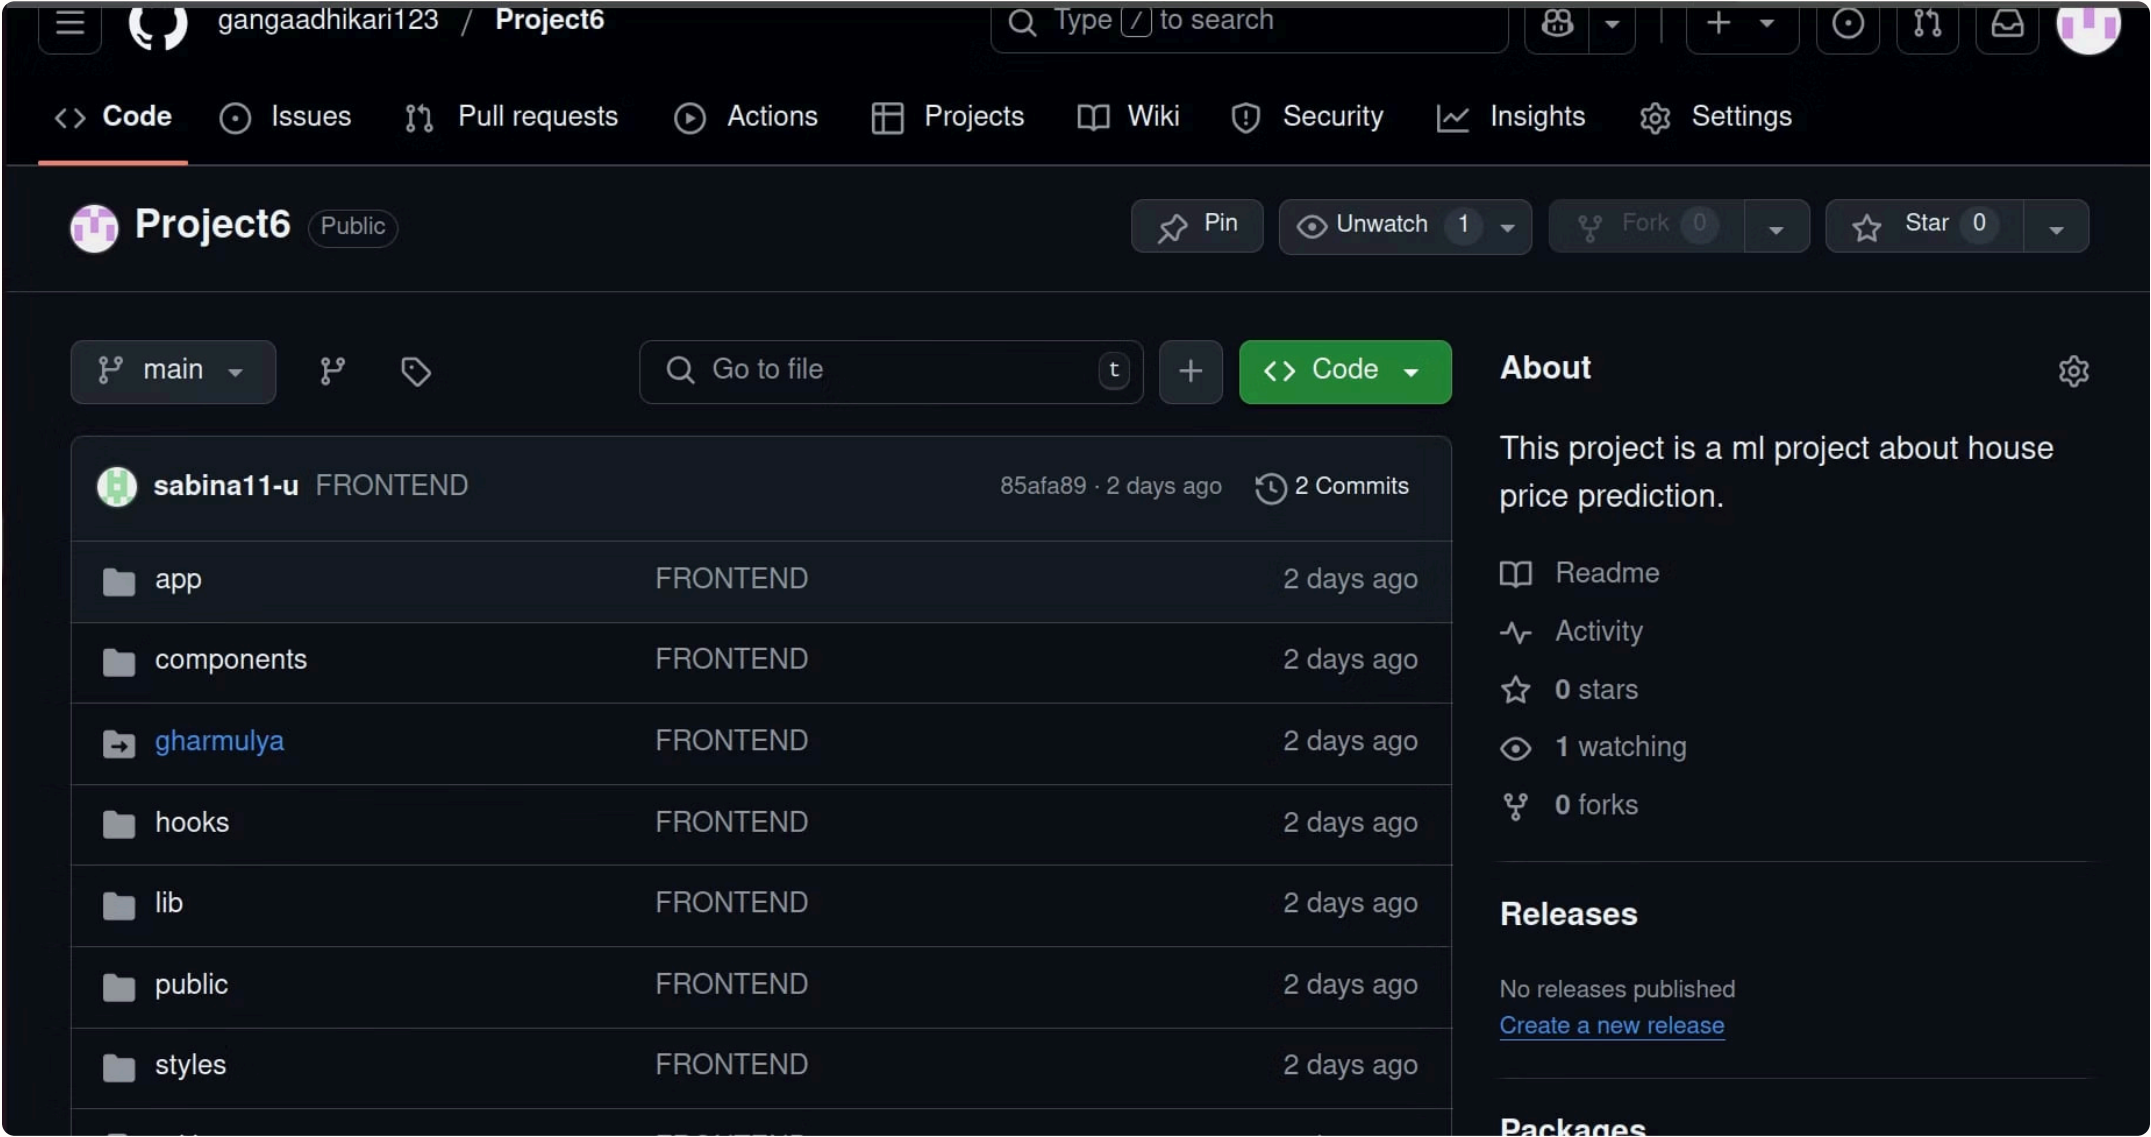 gangaadhikari123 / Project6
Type / to search
Code Issues Pull requests Actions Projects Wiki Security Insights Settings
Project6 Public
Pin Unwatch 1 Fork 0 Star 0
main Go to file t + Code
sabina11-u FRONTEND 85afa89 · 2 days ago 2 Commits
app FRONTEND 2 days ago
components FRONTEND 2 days ago
gharmulya FRONTEND 2 days ago
hooks FRONTEND 2 days ago
lib FRONTEND 2 days ago
public FRONTEND 2 days ago
styles FRONTEND 2 days ago
About
This project is a ml project about house
price prediction.
Readme
Activity
0 stars
1 watching
0 forks
Releases
No releases published
Create a new release
Packages